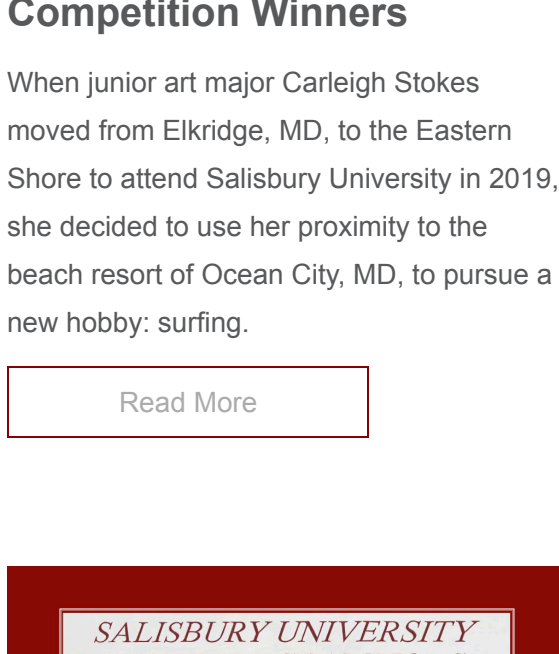 Competition Winners
When junior art major Carleigh Stokes
moved from Elkridge, MD, to the Eastern
Shore to attend Salisbury University in 2019,
she decided to use her proximity to the
beach resort of Ocean City, MD, to pursue a
new hobby: surfing.
Read More
SALISBURY UNIVERSITY